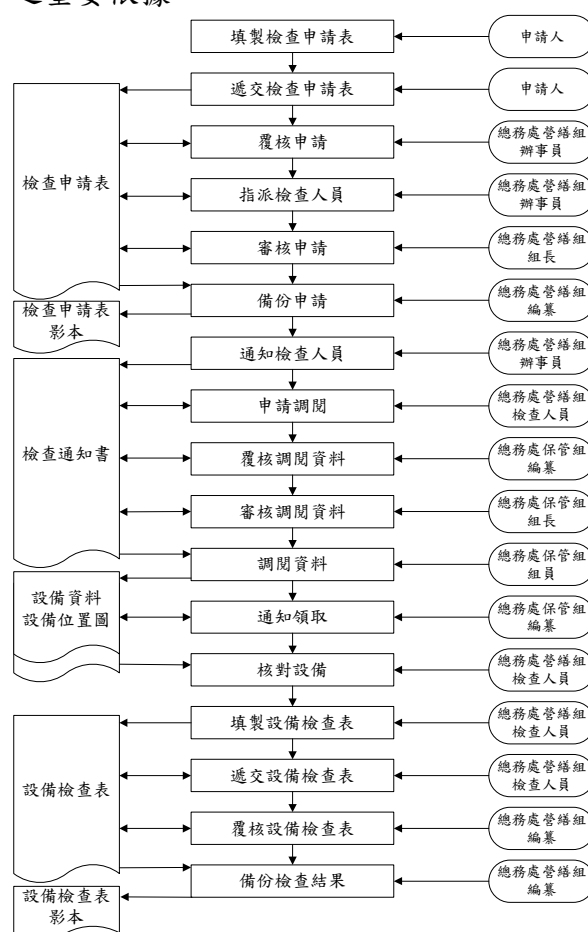 填製檢查申請表
申請人
遞交檢查申請表
申請人
覆核申請
總務處營繕組
辦事員
檢查申請表
指派檢查人員
總務處營繕組
辦事員
審核申請
總務處營繕組
組長
備份申請
總務處營繕組
編纂
檢查申請表
影本
通知檢查人員
總務處營繕組
辦事員
申請調閱
總務處營繕組
檢查人員
檢查通知書
覆核調閱資料
總務處保管組
編纂
審核調閱資料
總務處保管組
組長
調閱資料
總務處保管組
組員
設備資料
設備位置圖
通知領取
總務處保管組
編纂
核對設備
總務處營繕組
檢查人員
填製設備檢查表
總務處營繕組
檢查人員
設備檢查表
遞交設備檢查表
總務處營繕組
檢查人員
覆核設備檢查表
總務處營繕組
編纂
備份檢查結果
總務處營繕組
編纂
設備檢查表
影本